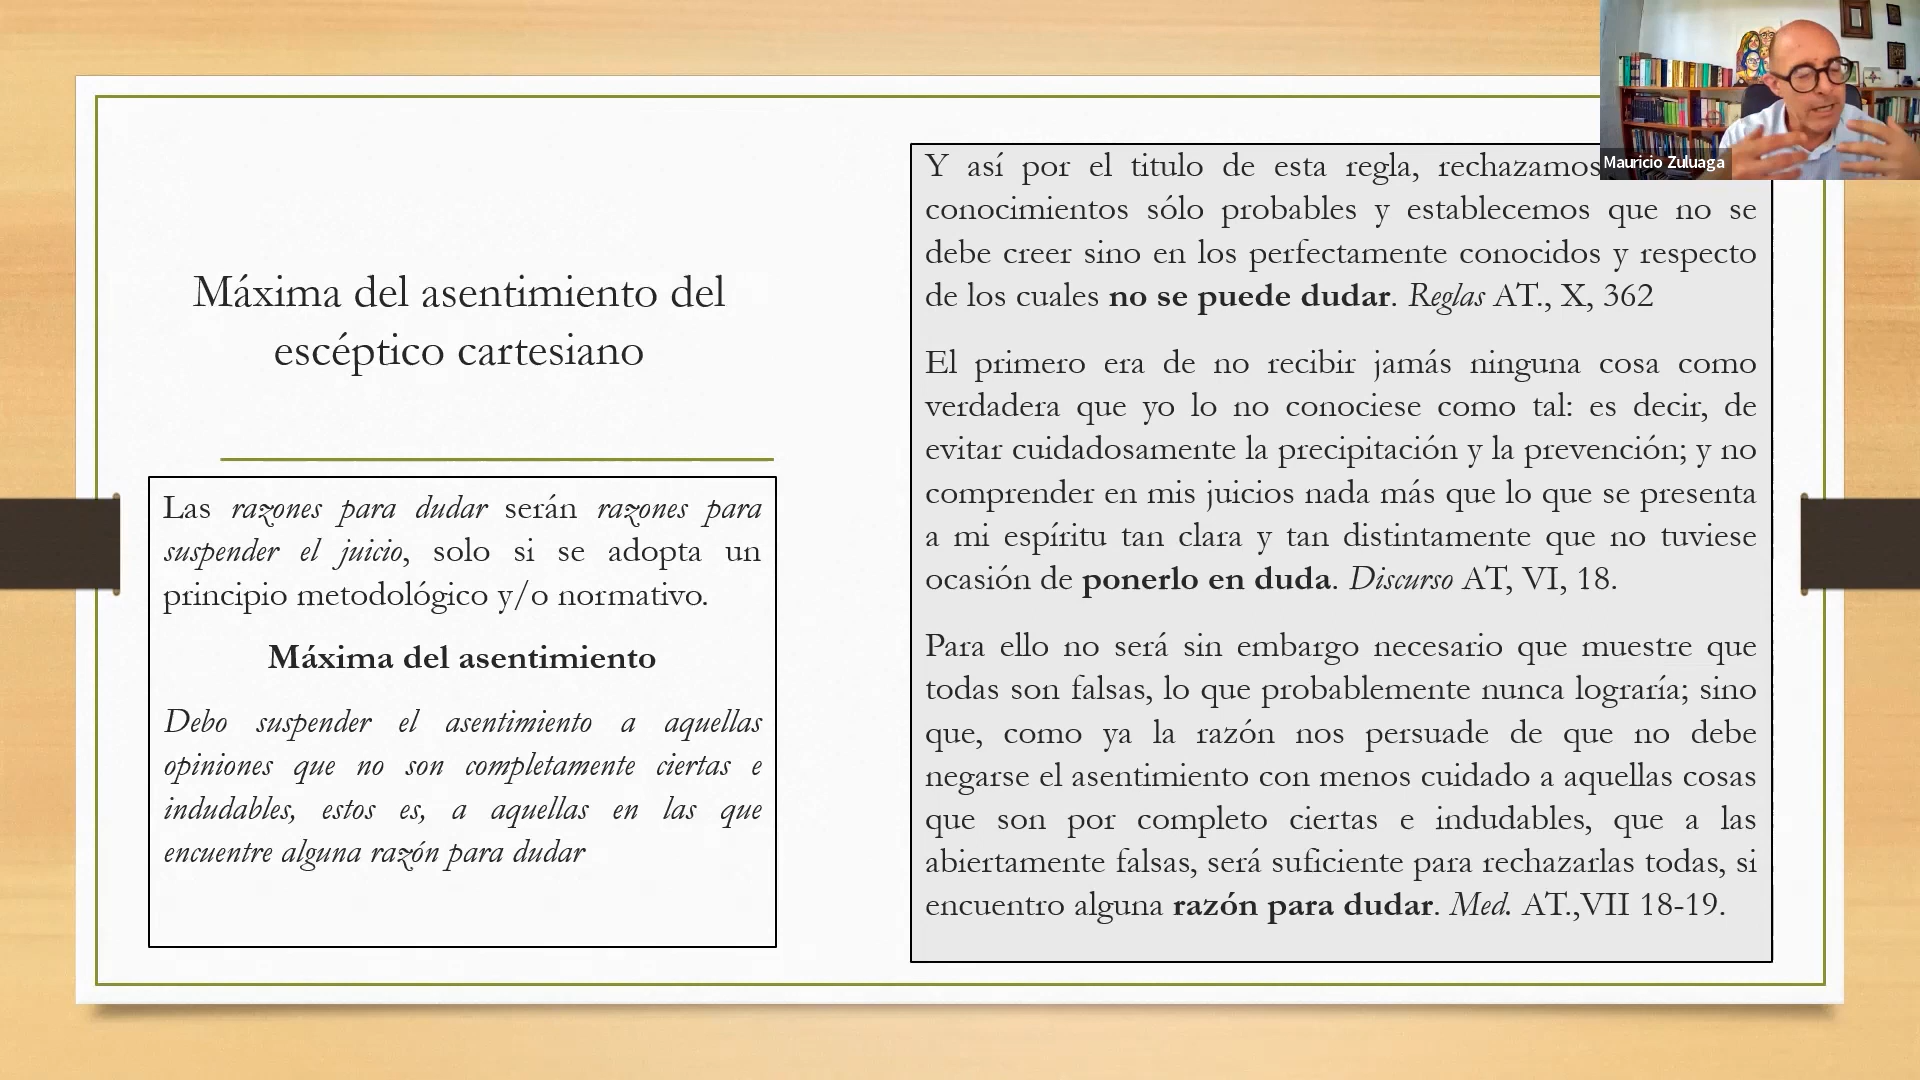 Máxima del asentimiento del
escéptico cartesiano
Las razones para dudar serán razones para
suspender el juicio, solo si se adopta un
principio metodológico y/o normativo.
Máxima del asentimiento
Debo suspender el asentimiento a aquellas
opiniones que no son completamente ciertas e
indudables, estos es, a aquellas en las que
encuentre alguna razón para dudar
Y así por el titulo de esta regla, rechazamos
conocimientos sólo probables y establecemos que no se
debe creer sino en los perfectamente conocidos y respecto
de los cuales no se puede dudar. Reglas AT., X, 362
El primero era de no recibir jamás ninguna cosa como
verdadera que yo lo no conociese como tal: es decir, de
evitar cuidadosamente la precipitación y la prevención; y no
comprender en mis juicios nada más que lo que se presenta
a mi espíritu tan clara y tan distintamente que no tuviese
ocasión de ponerlo en duda. Discurso AT, VI, 18.
Para ello no será sin embargo necesario que muestre que
todas son falsas, lo que probablemente nunca lograría; sino
que, como ya la razón nos persuade de que no debe
negarse el asentimiento con menos cuidado a aquellas cosas
que son por completo ciertas e indudables, que a las
abiertamente falsas, será suficiente para rechazarlas todas, si
encuentro alguna razón para dudar. Med. AT.,VII 18-19.
Mauricio Zuluaga